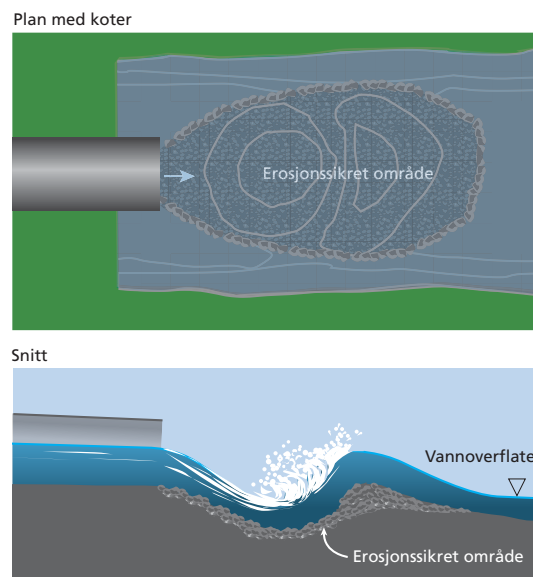 Plan med koter
Erosjonssikret område
Snitt
Vannoverflate
Erosjonssikret område